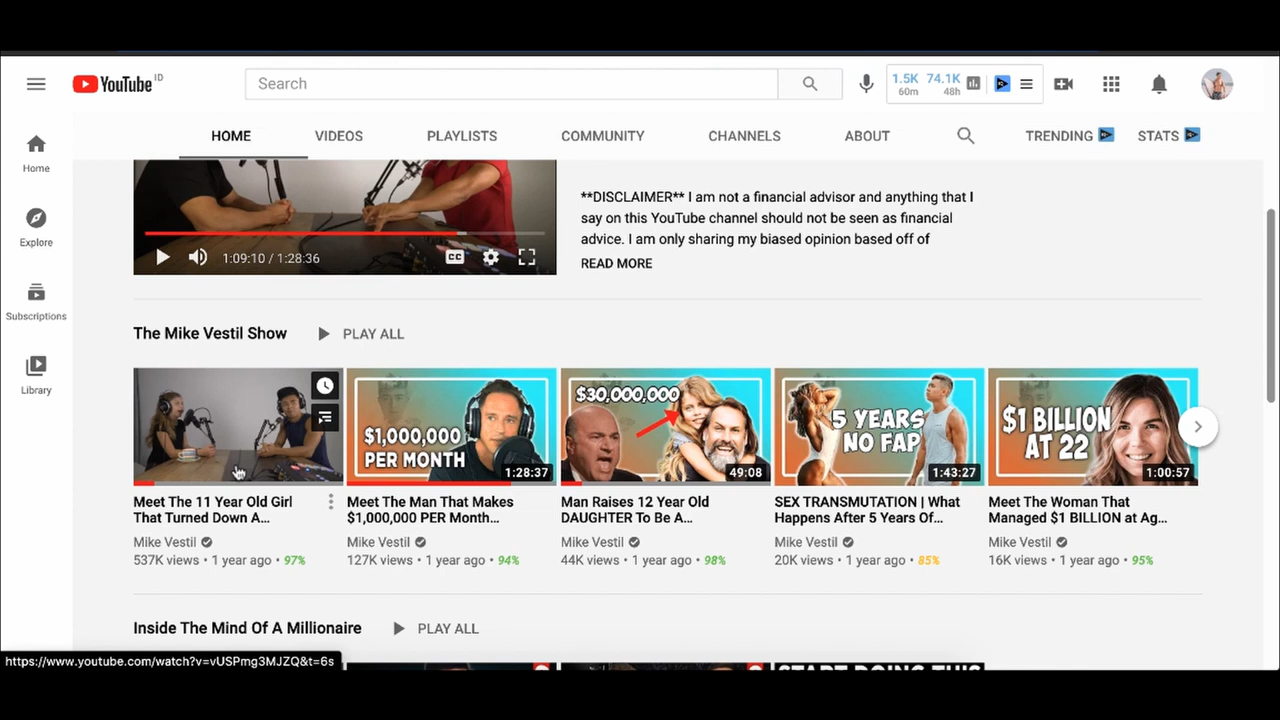 YouTube ID
Search
1.5K 74.1K
60m 48h
HOME VIDEOS PLAYLISTS COMMUNITY CHANNELS ABOUT TRENDING STATS
Home
Explore
Subscriptions
Library
**DISCLAIMER** I am not a financial advisor and anything that I
say on this YouTube channel should not be seen as financial
advice. I am only sharing my biased opinion based off of
READ MORE
1:09:10 / 1:28:36
CC
The Mike Vestil Show PLAY ALL
$1,000,000
PER MONTH
1:28:37
$30,000,000
49:08
5 YEARS
NO FAP
1:43:27
$1 BILLION
AT 22
1:00:57
Meet The 11 Year Old Girl
That Turned Down A...
Mike Vestil
537K views • 1 year ago • 97%
Meet The Man That Makes
$1,000,000 PER Month...
Mike Vestil
127K views • 1 year ago • 94%
Man Raises 12 Year Old
DAUGHTER To Be A...
Mike Vestil
44K views • 1 year ago • 98%
SEX TRANSMUTATION | What
Happens After 5 Years Of...
Mike Vestil
20K views • 1 year ago • 85%
Meet The Woman That
Managed $1 BILLION at Ag...
Mike Vestil
16K views • 1 year ago • 95%
Inside The Mind Of A Millionaire PLAY ALL
START DOING THIS
https://www.youtube.com/watch?v=vUSPmg3MJZQ&t=6s